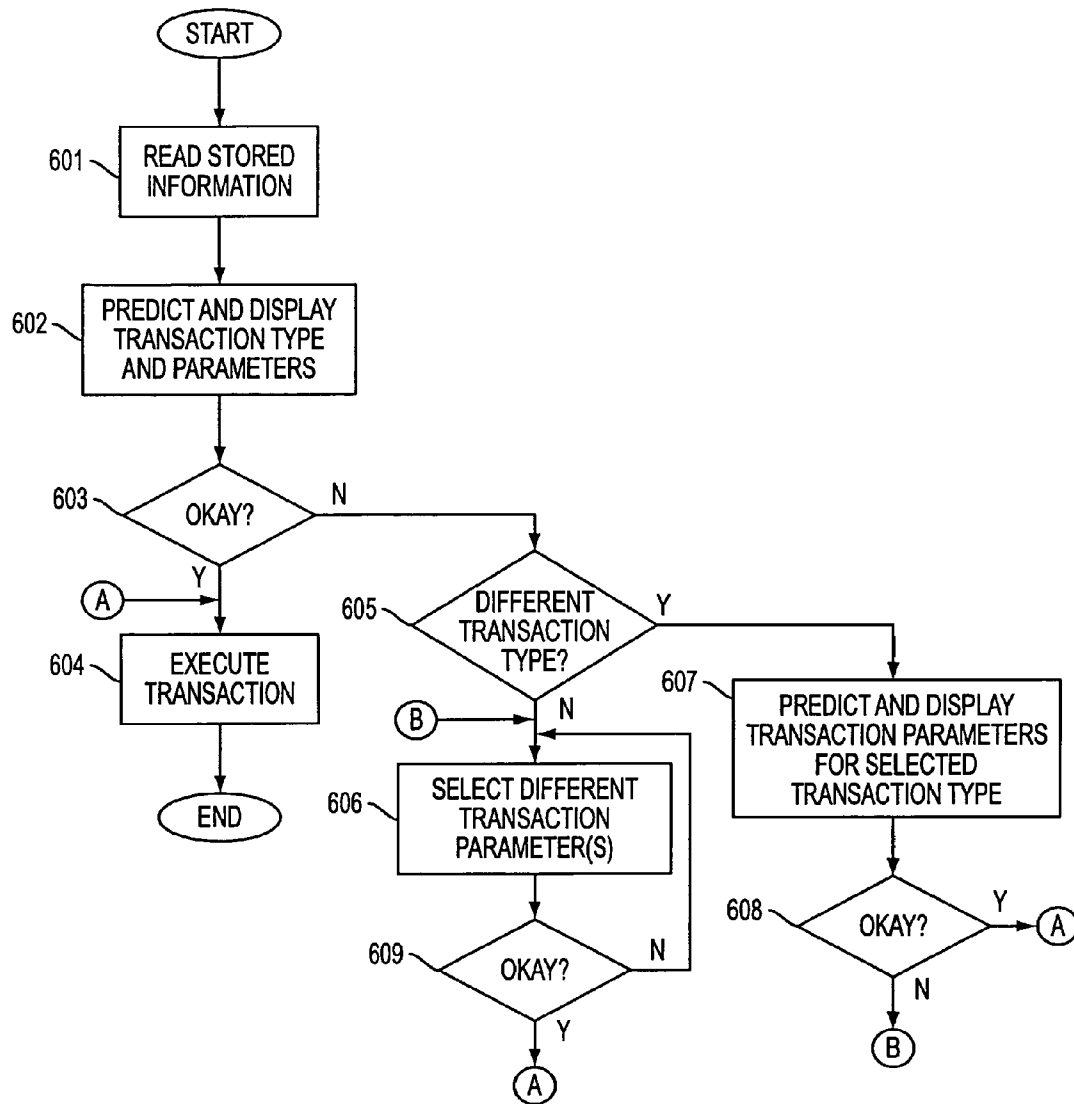 START
601
READ STORED
INFORMATION
602
PREDICT AND DISPLAY
TRANSACTION TYPE
AND PARAMETERS
603
OKAY?
N
Y
A
604
EXECUTE
TRANSACTION
END
605
DIFFERENT
TRANSACTION
TYPE?
Y
N
B
606
SELECT DIFFERENT
TRANSACTION
PARAMETER(S)
609
OKAY?
N
Y
A
607
PREDICT AND DISPLAY
TRANSACTION PARAMETERS
FOR SELECTED
TRANSACTION TYPE
608
OKAY?
Y
A
N
B